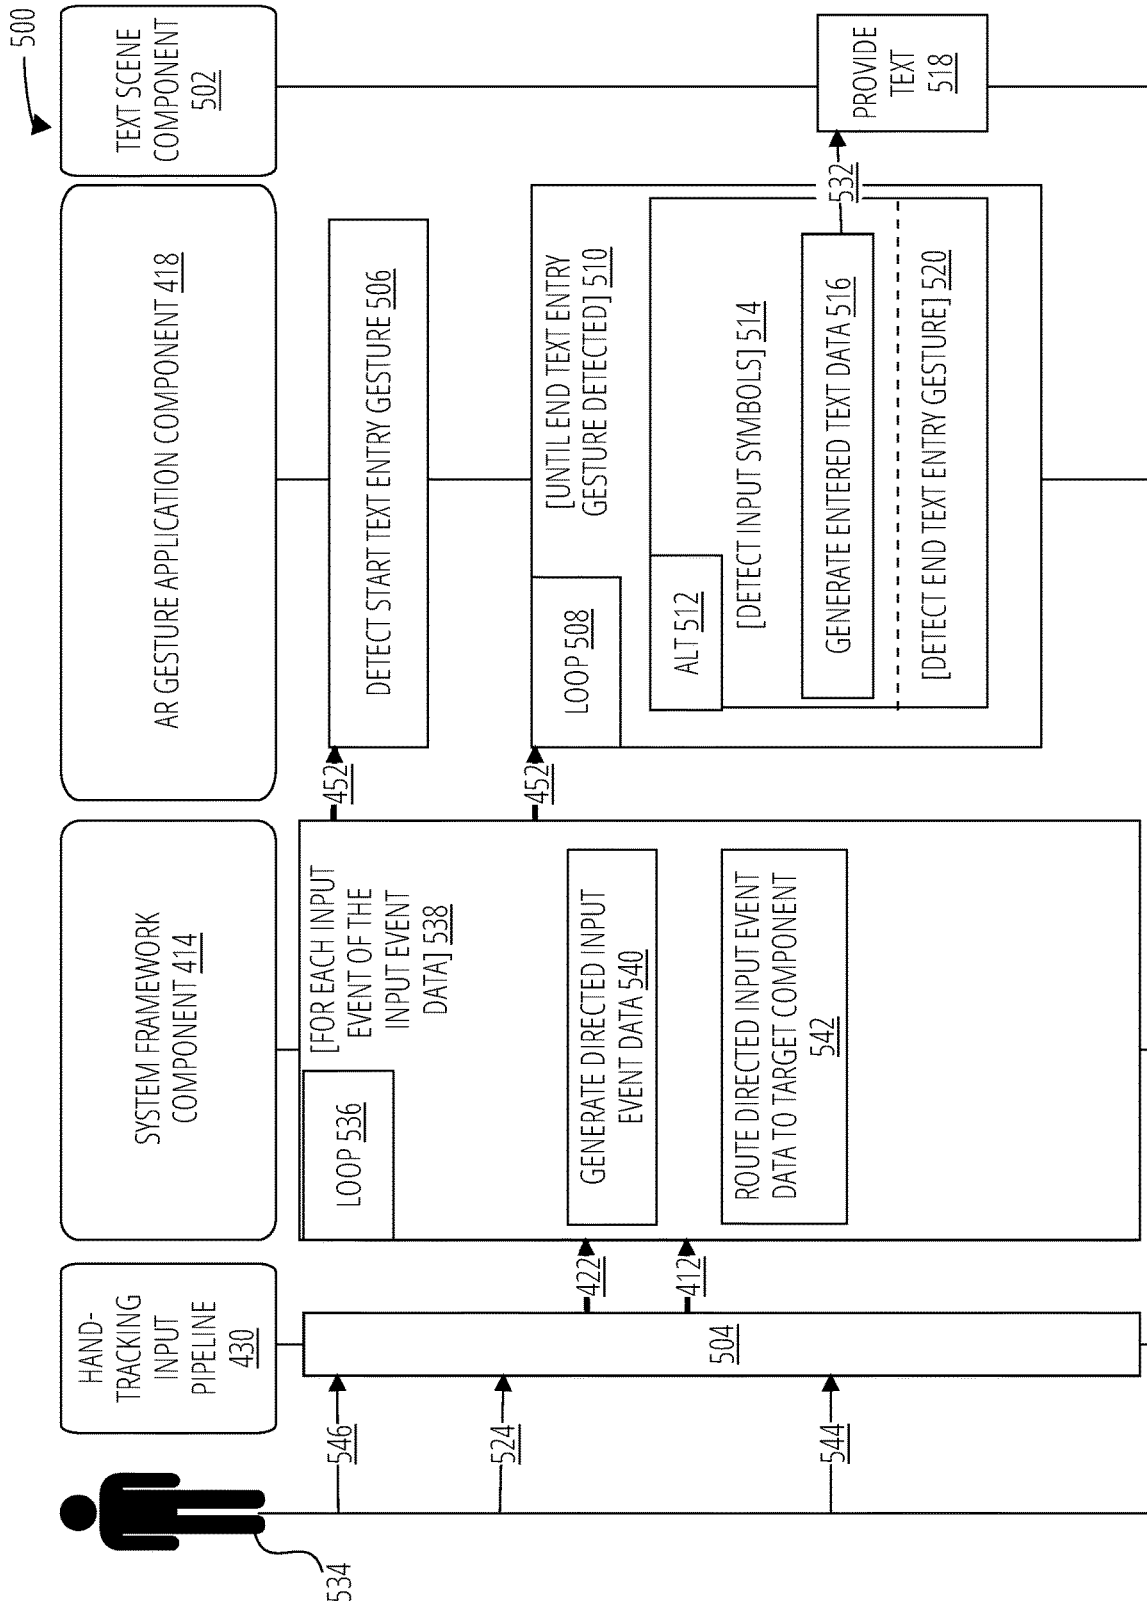 500
534
HAND-
TRACKING
INPUT
PIPELINE
430
SYSTEM FRAMEWORK
COMPONENT 414
AR GESTURE APPLICATION COMPONENT 418
TEXT SCENE
COMPONENT
502
546
524
544
504
422
412
LOOP 536
[FOR EACH INPUT
EVENT OF THE
INPUT EVENT
DATA] 538
GENERATE DIRECTED INPUT
EVENT DATA 540
ROUTE DIRECTED INPUT EVENT
DATA TO TARGET COMPONENT
542
452
452
DETECT START TEXT ENTRY GESTURE 506
LOOP 508
[UNTIL END TEXT ENTRY
GESTURE DETECTED] 510
ALT 512
[DETECT INPUT SYMBOLS] 514
GENERATE ENTERED TEXT DATA 516
[DETECT END TEXT ENTRY GESTURE] 520
532
PROVIDE
TEXT
518